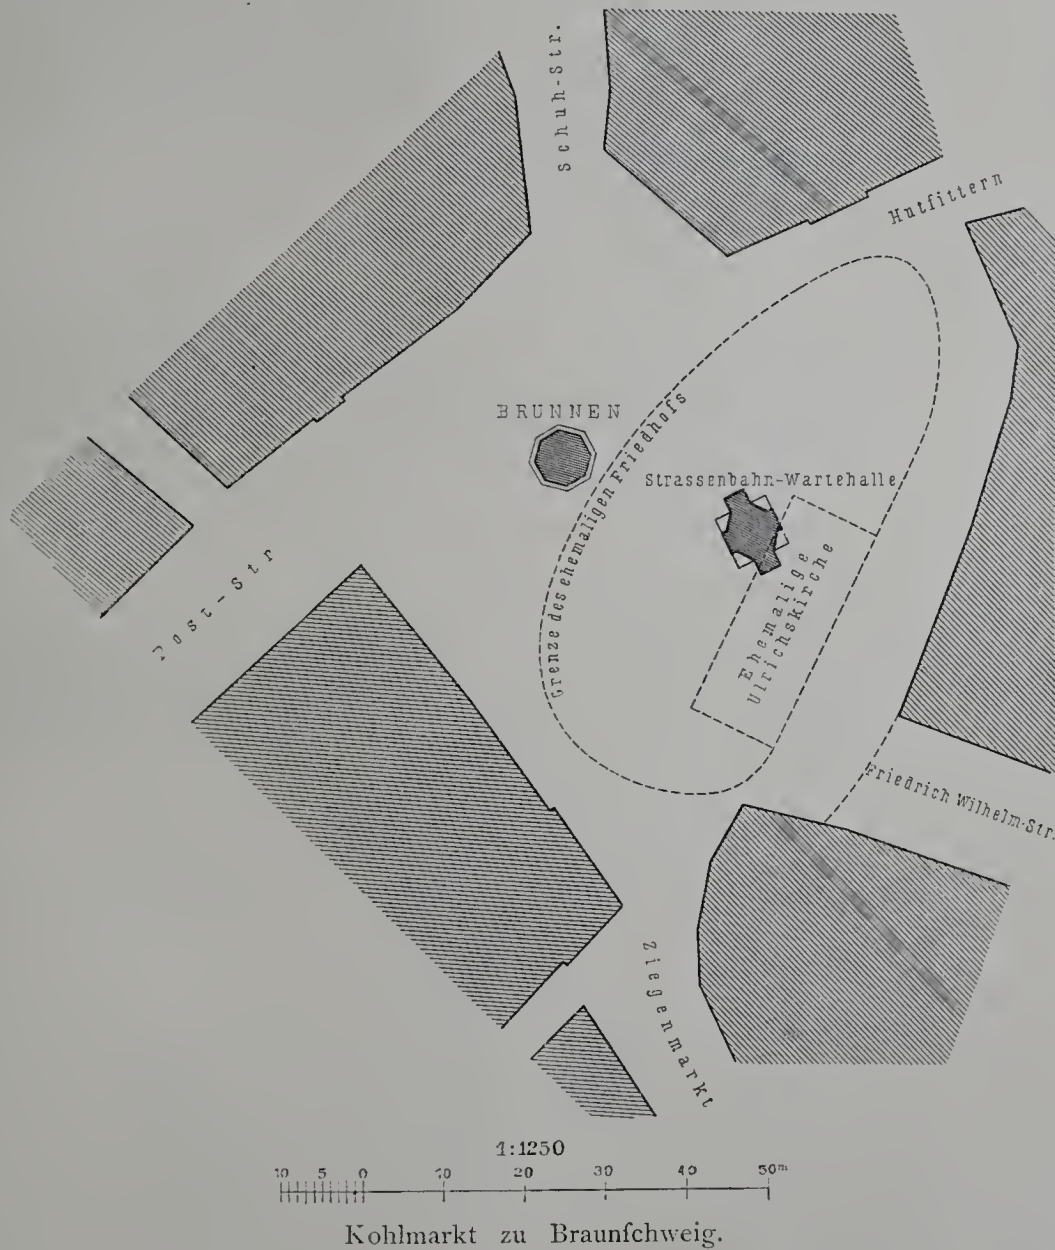 Schuh-Str.
Hutfiltern
BRUNNEN
Grenze des ehemaligen Friedhofs
Strassenbahn-Wartehalle
Ehemalige
Ulrichskirche
Post-Str
Friedrich Wilhelm-Str.
Ziegenmarkt
1:1250
10 5 0 10 20 30 40 50m
Kohlmarkt zu Braunſchweig.